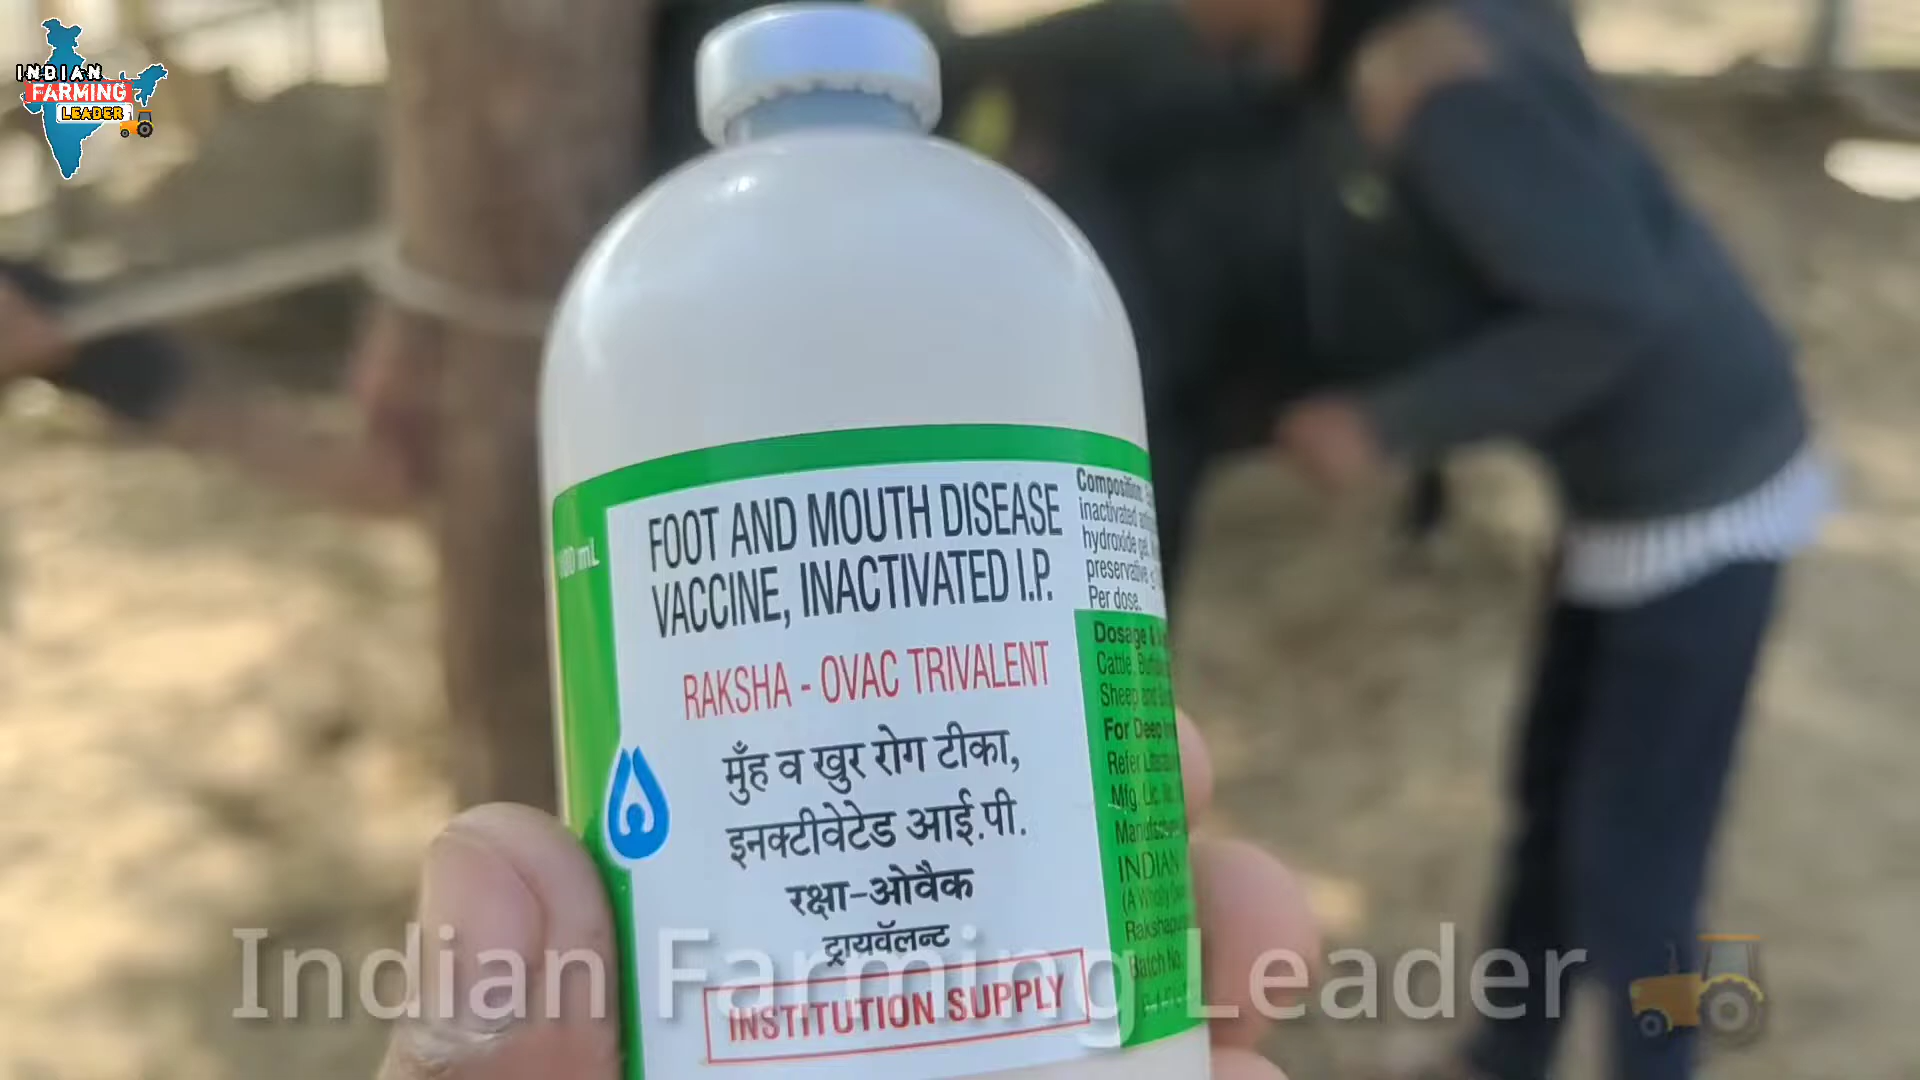 INDIAN
FARMING
LEADER
FOOT AND MOUTH DISEASE
VACCINE, INACTIVATED I.P.
RAKSHA - OVAC TRIVALENT
मुँह व खुर रोग टीका,
इनक्टीवेटेड आई.पी.
रक्षा-ओवैक
ट्रायवॅलन्ट
INSTITUTION SUPPLY
mL
Composition:
inactivated
hydroxide gel.
preservative
Per dose.
Dosage &
Cattle,
Sheep and
For Deep
Refer
Mfg. Lic.
INDIAN
(A Wholly
Batch No.
Indian Farming Leader